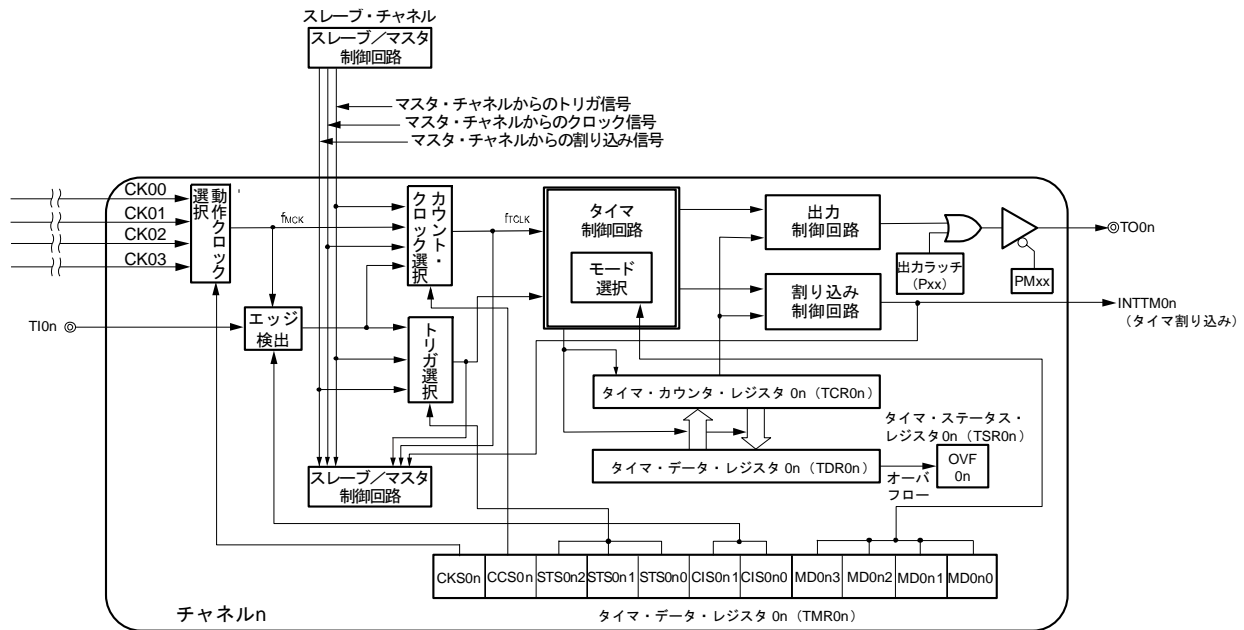 スレーブ・チャネル
スレーブ／マスタ
制御回路
マスタ・チャネルからのトリガ信号
マスタ・チャネルからのクロック信号
マスタ・チャネルからの割り込み信号
CK00
CK01
CK02
CK03
動作クロック
選択
fMCK
カウント・
クロック選択
fTCLK
タイマ
制御回路
モード
選択
出力
制御回路
出力ラッチ
(Pxx)
PMxx
TO0n
割り込み
制御回路
INTTM0n
(タイマ割り込み)
TI0n
エッジ
検出
トリガ選択
タイマ・カウンタ・レジスタ 0n（TCR0n）
タイマ・ステータス・
レジスタ0n（TSR0n）
タイマ・データ・レジスタ 0n（TDR0n）
オーバ
フロー
OVF
0n
スレーブ／マスタ
制御回路
CKS0n CCS0n STS0n2 STS0n1 STS0n0 CIS0n1 CIS0n0 MD0n3 MD0n2 MD0n1 MD0n0
チャネルn
タイマ・データ・レジスタ 0n（TMR0n）